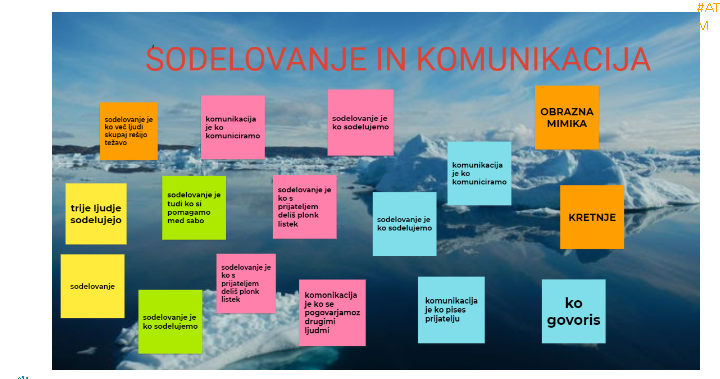 #AT
M
SODELOVANJE IN KOMUNIKACIJA
sodelovanje je
ko več ljudi
skupaj rešijo
težavo
komunikacija
je ko
komuniciramo
sodelovanje je
ko sodelujemo
OBRAZNA
MIMIKA
komunikacija
je ko
komuniciramo
trije ljudje
sodelujejo
sodelovanje je
tudi ko si
pomagamo
med sabo
sodelovanje je
ko s
prijateljem
deliš plonk
listek
sodelovanje je
ko sodelujemo
KRETNJE
sodelovanje
sodelovanje je
ko sodelujemo
sodelovanje je
ko s
prijateljem
deliš plonk
listek
komonikacija
je ko se
pogovarjamoz
drugimi
ljudmi
komunikacija
je ko pises
prijatelju
ko
govoris